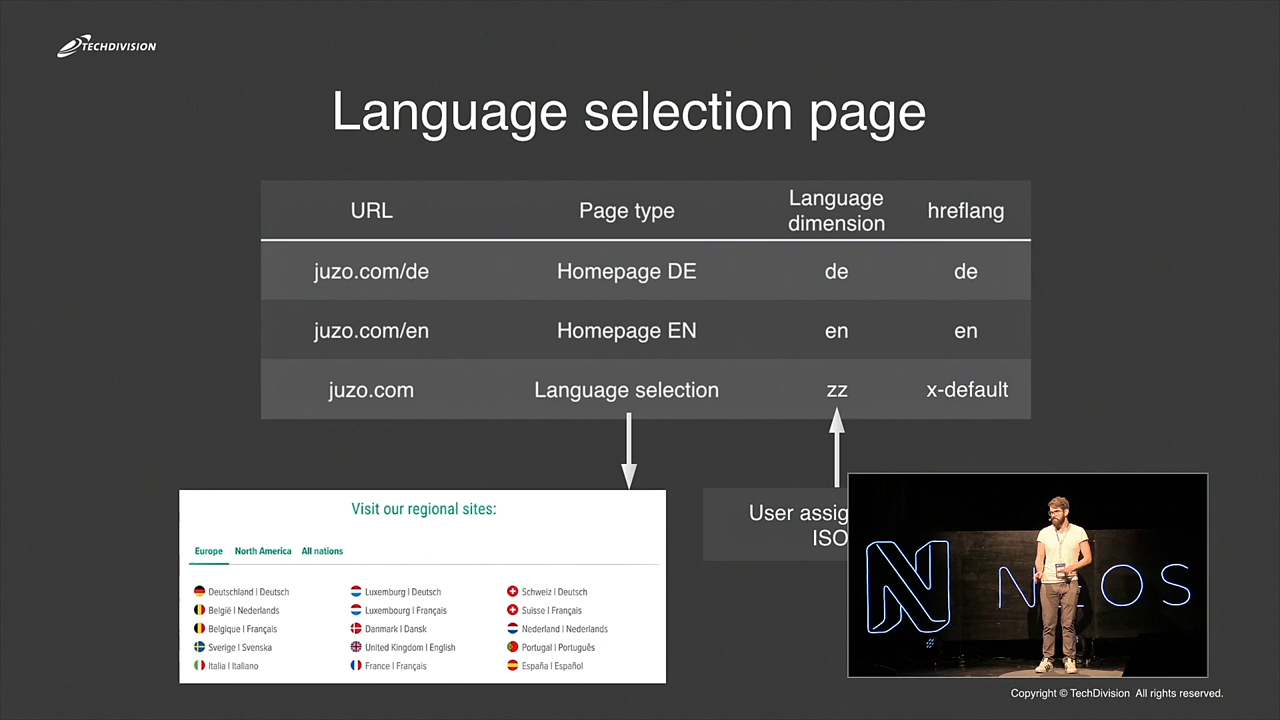 TECHDIVISION
Language selection page
URL Page type Language dimension hreflang
juzo.com/de Homepage DE de de
juzo.com/en Homepage EN en en
juzo.com Language selection zz x-default
Visit our regional sites:
Europe North America All nations
Deutschland | Deutsch Luxemburg | Deutsch Schweiz | Deutsch
België | Nederlands Luxembourg | Français Suisse | Français
Belgique | Français Danmark | Dansk Nederland | Nederlands
Sverige | Svenska United Kingdom | English Portugal | Português
Italia | Italiano France | Français España | Español
User assig
ISO
NEOS
#
Copyright © TechDivision All rights reserved.